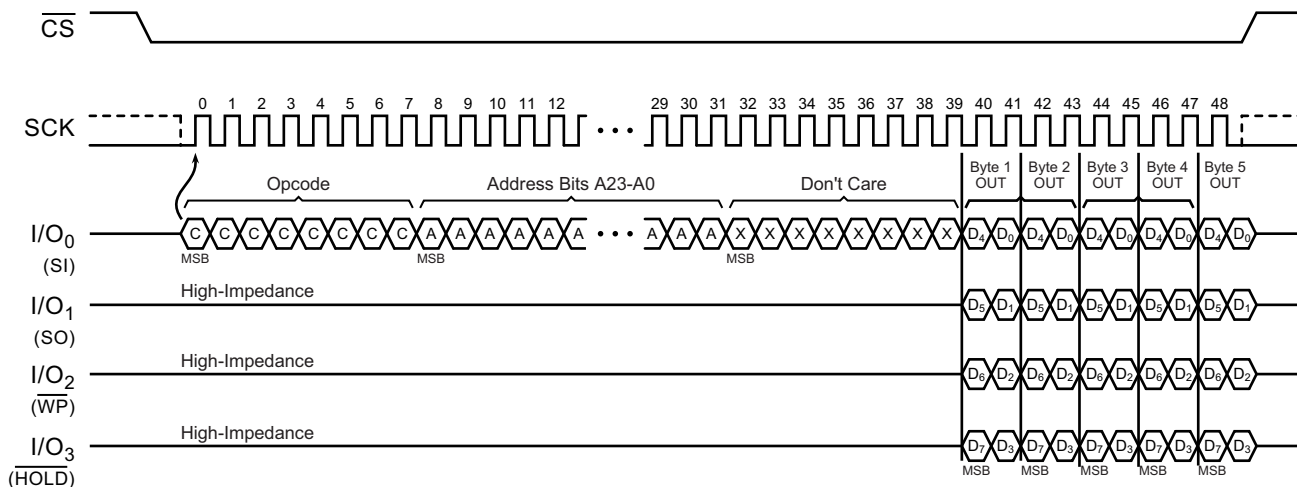 CS
0 1 2 3 4 5 6 7 8 9 10 11 12 29 30 31 32 33 34 35 36 37 38 39 40 41 42 43 44 45 46 47 48
SCK
Opcode Address Bits A23-A0 Don't Care Byte 1 OUT Byte 2 OUT Byte 3 OUT Byte 4 OUT Byte 5 OUT
I/O0 C C C C C C C C A A A A A A A A A X X X X X X X X D4 D0 D4 D0 D4 D0 D4 D0 D4 D0
(SI) MSB MSB MSB
High-Impedance
I/O1 D5 D1 D5 D1 D5 D1 D5 D1 D5 D1
(SO)
High-Impedance
I/O2 D6 D2 D6 D2 D6 D2 D6 D2 D6 D2
(WP)
High-Impedance
I/O3 D7 D3 D7 D3 D7 D3 D7 D3 D7 D3
(HOLD) MSB MSB MSB MSB MSB